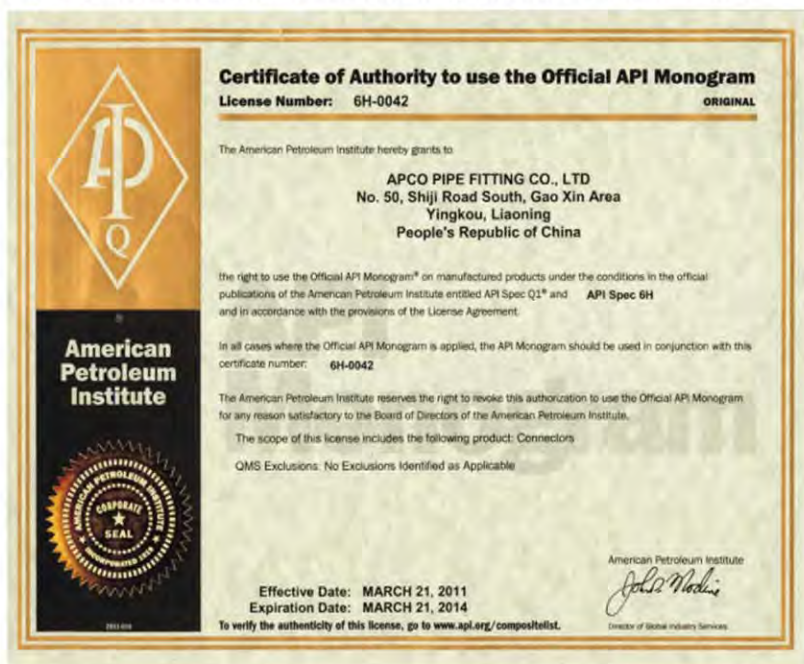 API
Q
American
Petroleum
Institute
AMERICAN PETROLEUM INSTITUTE
CORPORATE
SEAL
INCORPORATED 1919
Certificate of Authority to use the Official API Monogram
License Number: 6H-0042
ORIGINAL
The American Petroleum Institute hereby grants to
APCO PIPE FITTING CO., LTD
No. 50, Shiji Road South, Gao Xin Area
Yingkou, Liaoning
People's Republic of China
the right to use the Official API Monogram® on manufactured products under the conditions in the official
publications of the American Petroleum Institute entitled API Spec Q1® and API Spec 6H
and in accordance with the provisions of the License Agreement.
In all cases where the Official API Monogram is applied, the API Monogram should be used in conjunction with this
certificate number: 6H-0042
The American Petroleum Institute reserves the right to revoke this authorization to use the Official API Monogram
for any reason satisfactory to the Board of Directors of the American Petroleum Institute.
The scope of this license includes the following product: Connectors
QMS Exclusions: No Exclusions Identified as Applicable
Effective Date: MARCH 21, 2011
Expiration Date: MARCH 21, 2014
To verify the authenticity of this license, go to www.api.org/compositelist.
American Petroleum Institute
Director of Global Industry Services